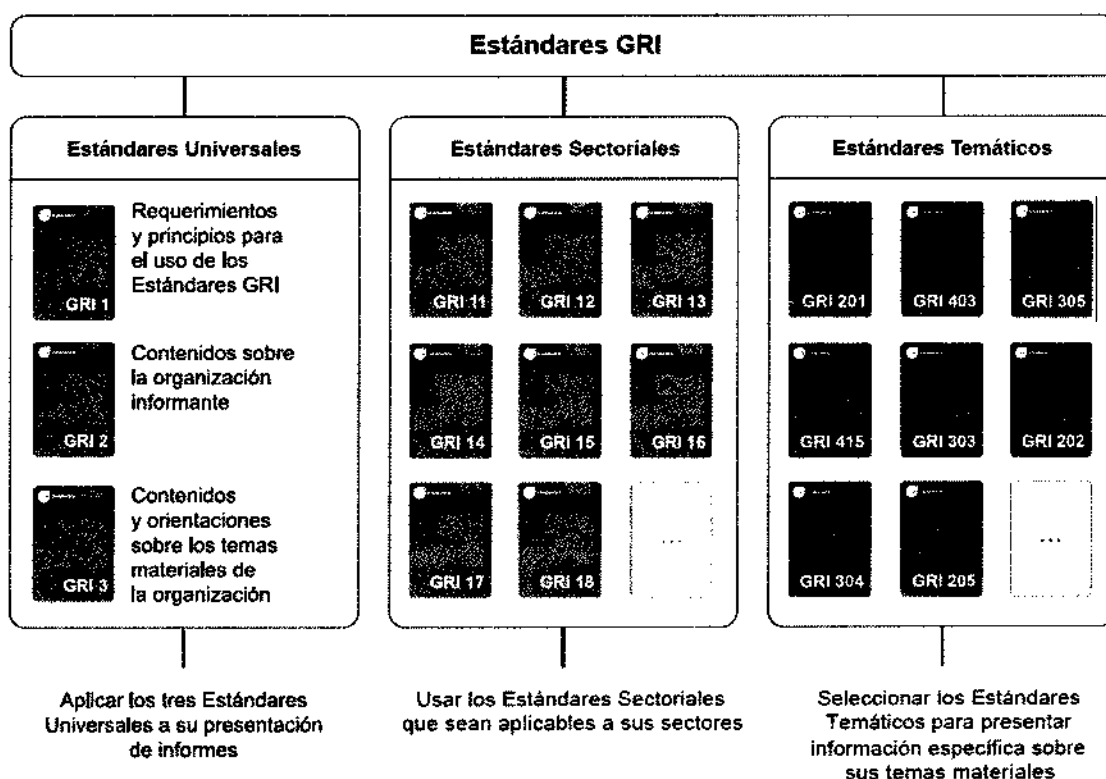 Estándares GRI
Estándares Universales
GRI 1
Requerimientos
y principios para
el uso de los
Estándares GRI
GRI 2
Contenidos sobre
la organización
informante
GRI 3
Contenidos
y orientaciones
sobre los temas
materiales de
la organización
Aplicar los tres Estándares
Universales a su presentación
de informes
Estándares Sectoriales
GRI 11 GRI 12 GRI 13
GRI 14 GRI 15 GRI 16
GRI 17 GRI 18 ...
Usar los Estándares Sectoriales
que sean aplicables a sus sectores
Estándares Temáticos
GRI 201 GRI 403 GRI 305
GRI 415 GRI 303 GRI 202
GRI 304 GRI 205 ...
Seleccionar los Estándares
Temáticos para presentar
información específica sobre
sus temas materiales